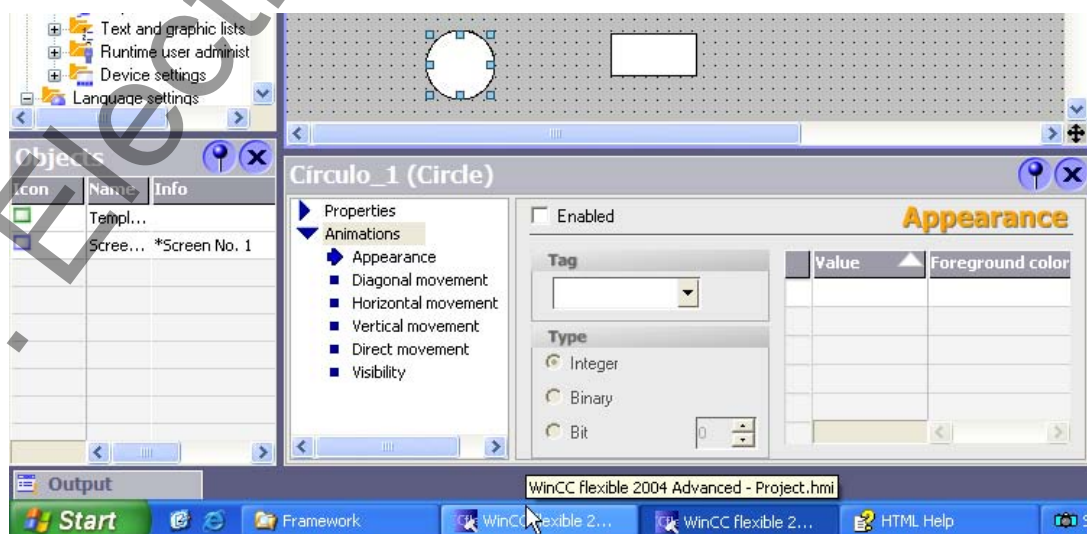 Text and graphic lists
Runtime user administ
Device settings
Language settings
Objects
Icon Name Info
Templ...
Scree... *Screen No. 1
Círculo_1 (Circle)
Properties
Animations
Appearance
Diagonal movement
Horizontal movement
Vertical movement
Direct movement
Visibility
Enabled
Appearance
Tag
Type
Integer
Binary
Bit
0
Value Foreground color
Output
WinCC flexible 2004 Advanced - Project.hmi
Start
Framework
WinCC flexible 2...
WinCC flexible 2...
HTML Help
. Elect